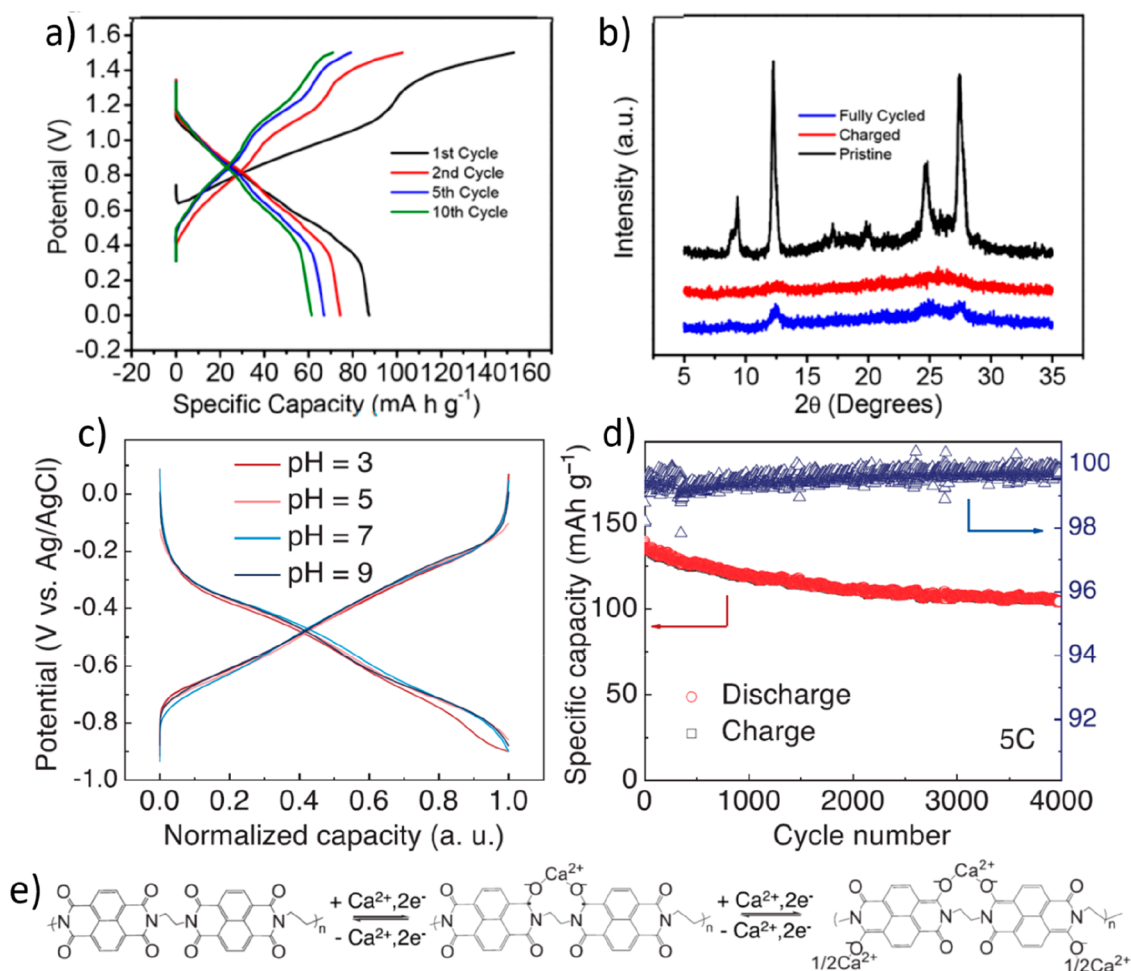 a)
1.6
1.4
1.2
1.0
0.8
0.6
0.4
0.2
0.0
-0.2
Potential (V)
1st Cycle
2nd Cycle
5th Cycle
10th Cycle
-20 0 20 40 60 80 100 120 140 160
Specific Capacity (mA h g⁻¹)
b)
Intensity (a.u.)
Fully Cycled
Charged
Pristine
5 10 15 20 25 30 35
2θ (Degrees)
c)
Potential (V vs. Ag/AgCl)
0.0
-0.2
-0.4
-0.6
-0.8
-1.0
pH = 3
pH = 5
pH = 7
pH = 9
0.0 0.2 0.4 0.6 0.8 1.0
Normalized capacity (a. u.)
d)
Specific capacity (mAh g⁻¹)
150
100
50
0
100
98
96
94
92
Discharge
Charge
5C
0 1000 2000 3000 4000
Cycle number
e)
+ Ca²⁺,2e⁻
- Ca²⁺,2e⁻
Ca²⁺
+ Ca²⁺,2e⁻
- Ca²⁺,2e⁻
Ca²⁺
1/2Ca²⁺
1/2Ca²⁺